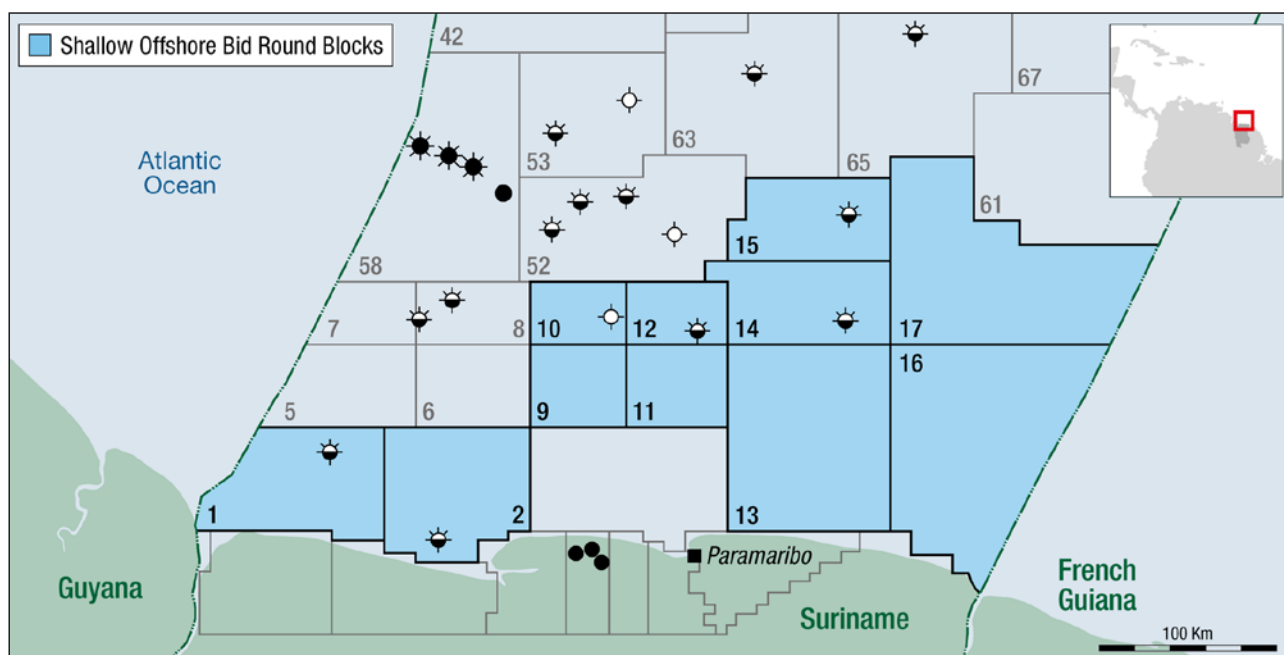 Shallow Offshore Bid Round Blocks
42
67
Atlantic
Ocean
53
63
65
61
15
58
52
7
8
10
12
14
17
16
5
6
9
11
1
2
13
Paramaribo
Guyana
Suriname
French
Guiana
100 Km